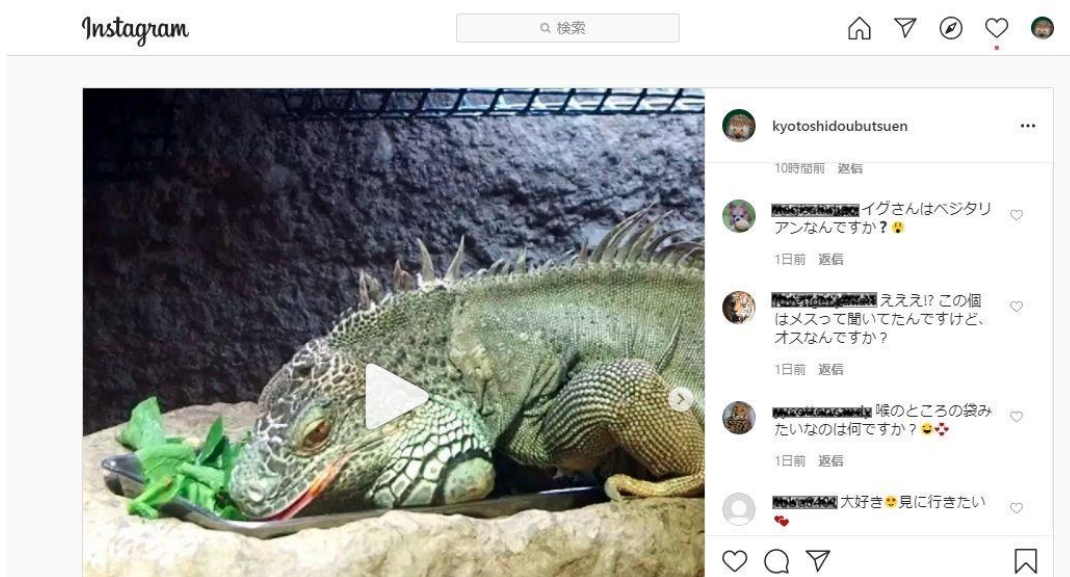 Instagram
検索
kyotoshidoubutsuen
10時間前 返信
イグさんはベジタリ
アンなんですか?😲
1日前 返信
えええ!? この個
はメスって聞いてたんですけど、
オスなんですか?
1日前 返信
喉のところの袋み
たいなのは何ですか?😄💞
1日前 返信
大好き😍見に行きたい
💕